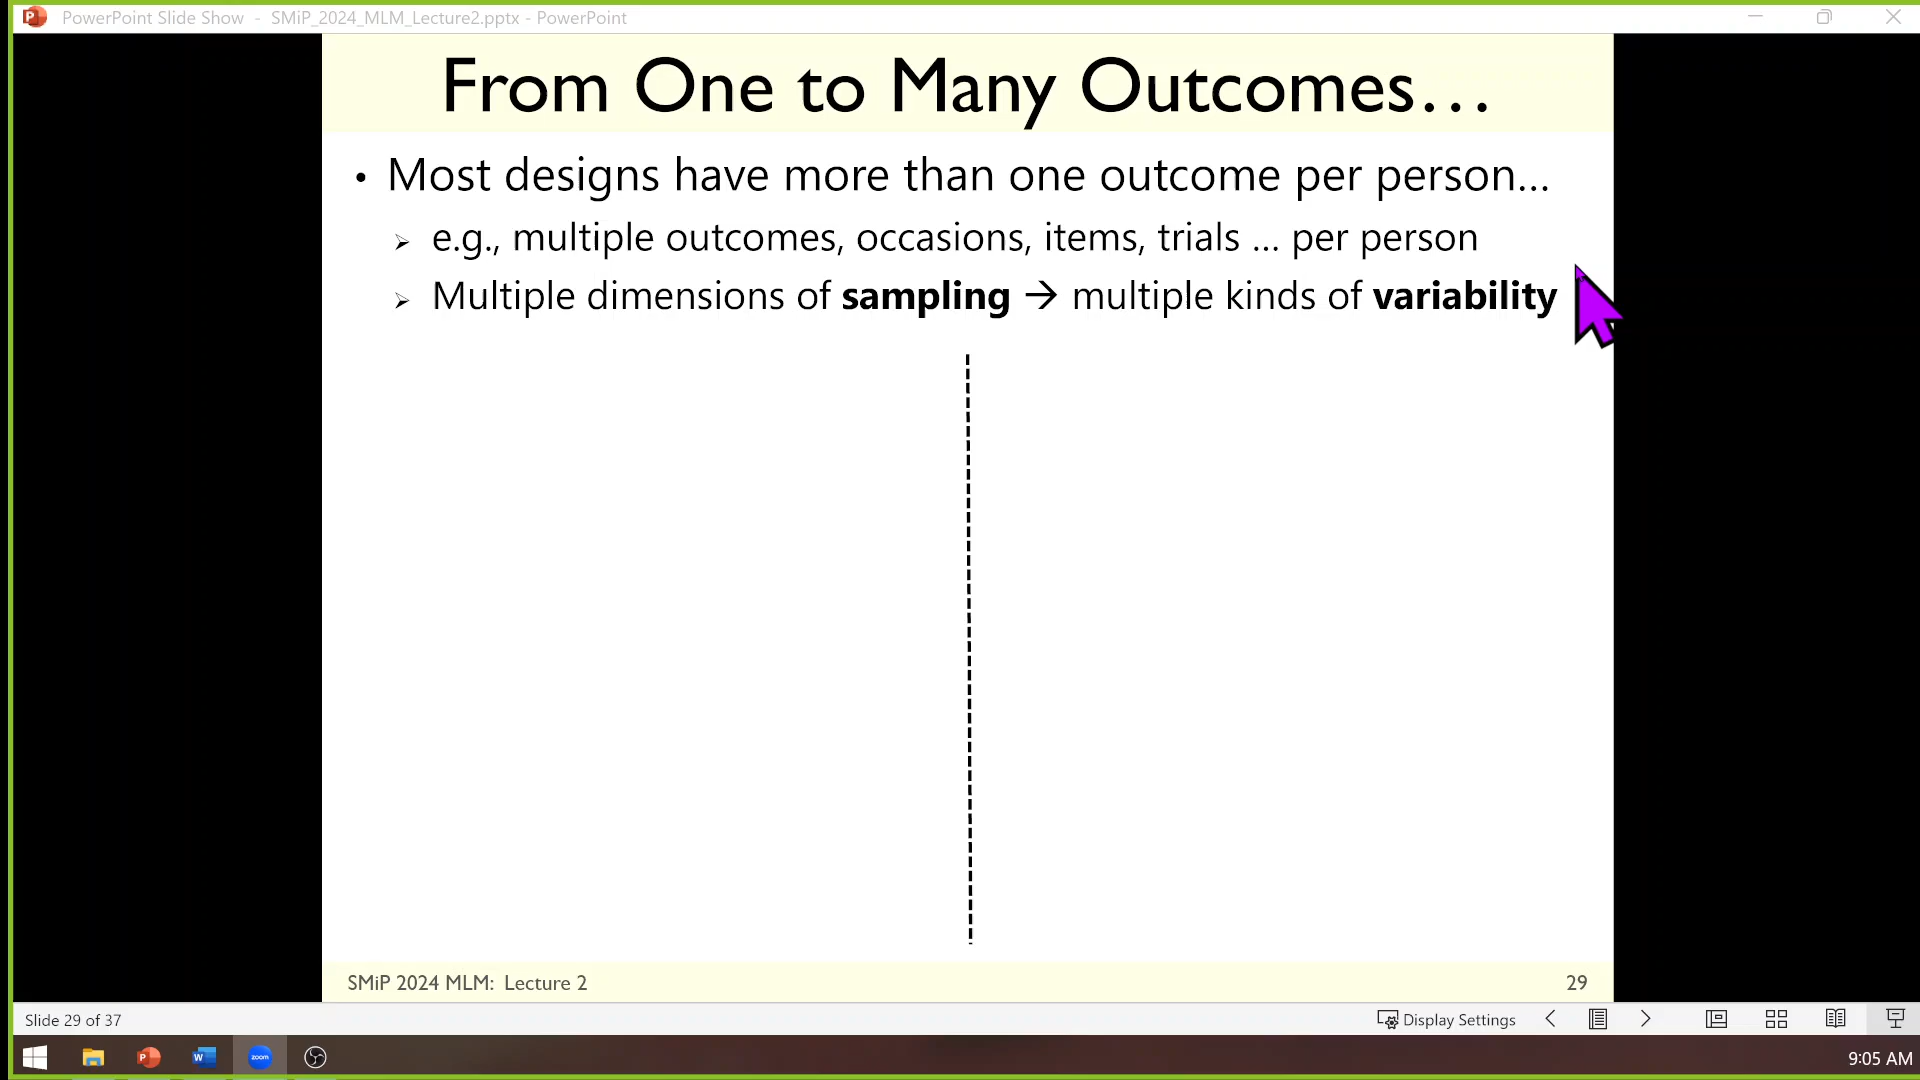 PowerPoint Slide Show - SMiP_2024_MLM_Lecture2.pptx - PowerPoint
From One to Many Outcomes…
• Most designs have more than one outcome per person…
➢ e.g., multiple outcomes, occasions, items, trials … per person
➢ Multiple dimensions of sampling → multiple kinds of variability
SMiP 2024 MLM: Lecture 2
29
Slide 29 of 37
Display Settings
zoom
9:05 AM